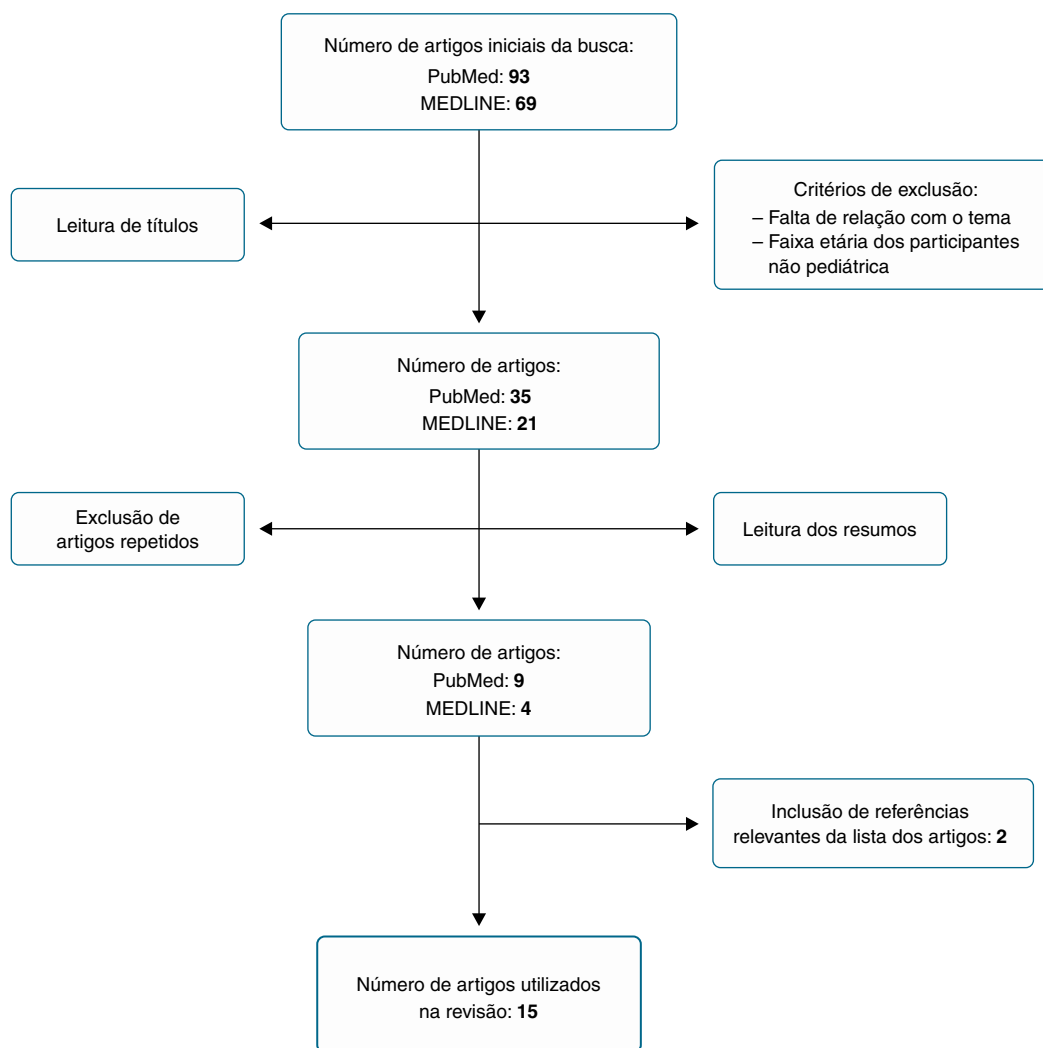 Número de artigos iniciais da busca:
PubMed: 93
MEDLINE: 69
Leitura de títulos
Critérios de exclusão:
– Falta de relação com o tema
– Faixa etária dos participantes
não pediátrica
Número de artigos:
PubMed: 35
MEDLINE: 21
Exclusão de
artigos repetidos
Leitura dos resumos
Número de artigos:
PubMed: 9
MEDLINE: 4
Inclusão de referências
relevantes da lista dos artigos: 2
Número de artigos utilizados
na revisão: 15